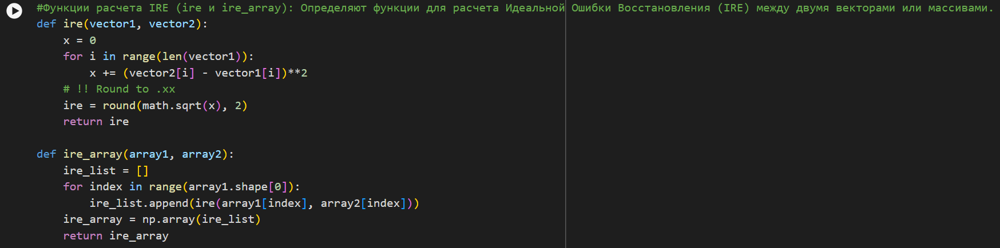 #Функции расчета IRE (ire и ire_array): Определяют функции для расчета Идеальной Ошибки Восстановления (IRE) между двумя векторами или массивами.
def ire(vector1, vector2):
    x = 0
    for i in range(len(vector1)):
        x += (vector2[i] - vector1[i])**2
    # !! Round to .xx
    ire = round(math.sqrt(x), 2)
    return ire
def ire_array(array1, array2):
    ire_list = []
    for index in range(array1.shape[0]):
        ire_list.append(ire(array1[index], array2[index]))
    ire_array = np.array(ire_list)
    return ire_array